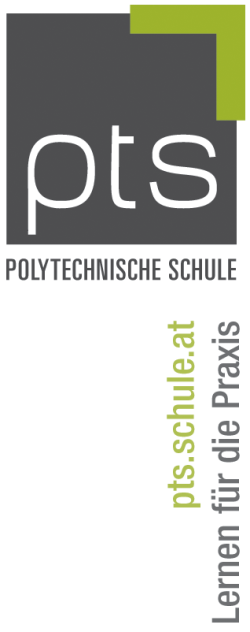 pts
POLYTECHNISCHE SCHULE
pts.schule.at
Lernen für die Praxis